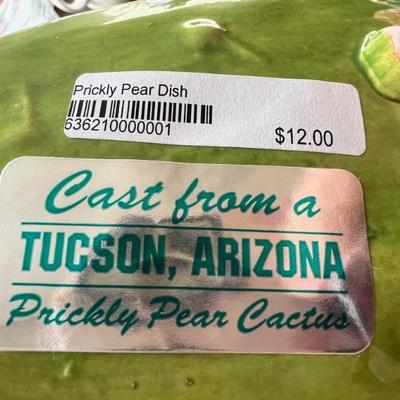 Prickly Pear Dish
636210000001
$12.00
Cast from a
TUCSON, ARIZONA
Prickly Pear Cactus